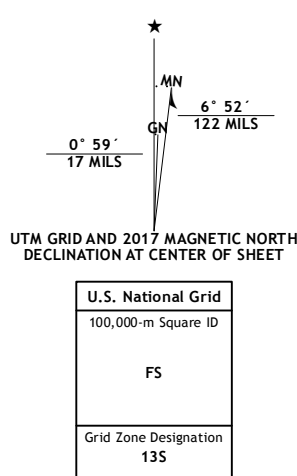 ★
MN
GN
6° 52´
122 MILS
0° 59´
17 MILS
UTM GRID AND 2017 MAGNETIC NORTH
DECLINATION AT CENTER OF SHEET
U.S. National Grid
100,000-m Square ID
FS
Grid Zone Designation
13S